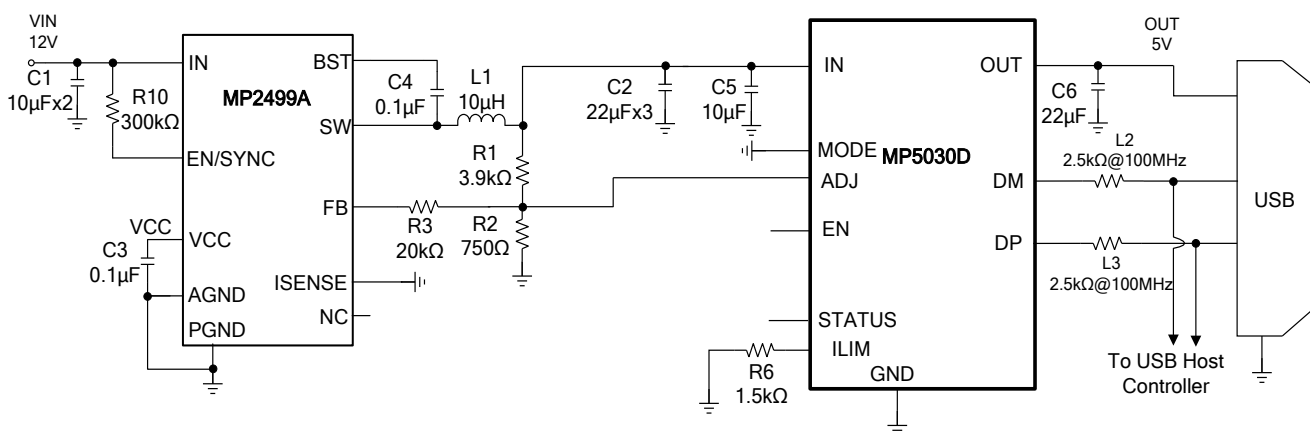 VIN
12V
C1
10µFx2
R10
300kΩ
IN
MP2499A
EN/SYNC
VCC
VCC
C3
0.1µF
AGND
PGND
BST
SW
FB
ISENSE
NC
C4
0.1µF
L1
10µH
R1
3.9kΩ
R3
20kΩ
R2
750Ω
C2
22µFx3
C5
10µF
IN
MODE
MP5030D
ADJ
EN
STATUS
ILIM
GND
R6
1.5kΩ
OUT
DM
DP
OUT
5V
C6
22µF
L2
2.5kΩ@100MHz
L3
2.5kΩ@100MHz
USB
To USB Host
Controller